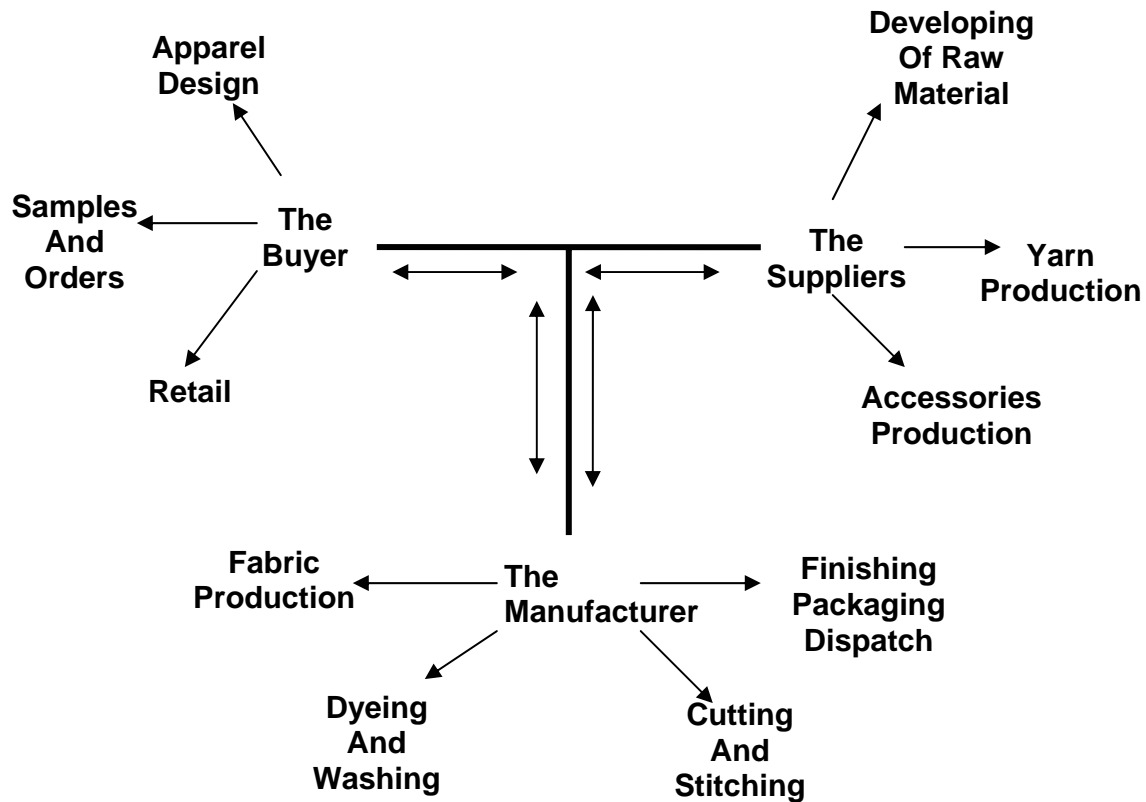 Apparel
Design
Developing
Of Raw
Material
Samples
And
Orders
The
Buyer
The
Suppliers
Yarn
Production
Retail
Accessories
Production
Fabric
Production
The
Manufacturer
Finishing
Packaging
Dispatch
Dyeing
And
Washing
Cutting
And
Stitching